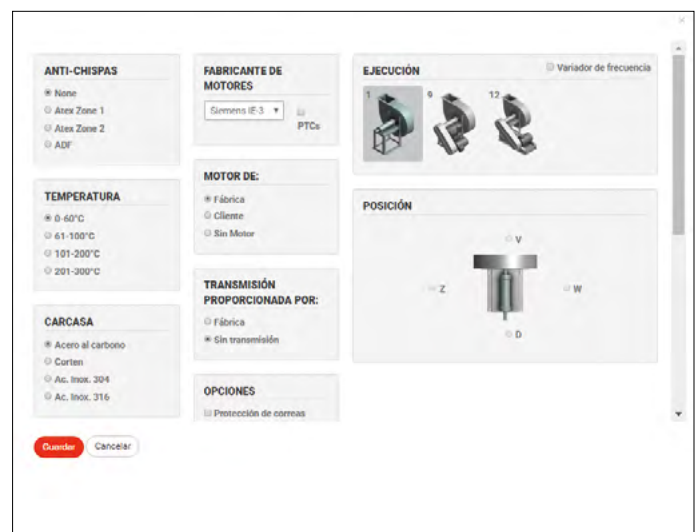 ANTI-CHISPAS
None
Atex Zone 1
Atex Zone 2
ADF
TEMPERATURA
0-60°C
61-100°C
101-200°C
201-300°C
CARCASA
Acero al carbono
Corten
Ac. Inox. 304
Ac. Inox. 316
FABRICANTE DE
MOTORES
Siemens IE-3
PTCs
MOTOR DE:
Fábrica
Cliente
Sin Motor
TRANSMISIÓN
PROPORCIONADA POR:
Fábrica
Sin transmisión
OPCIONES
Protección de correas
EJECUCIÓN
Variador de frecuencia
1 9 12
POSICIÓN
V
Z W
D
Guarder Cancelar